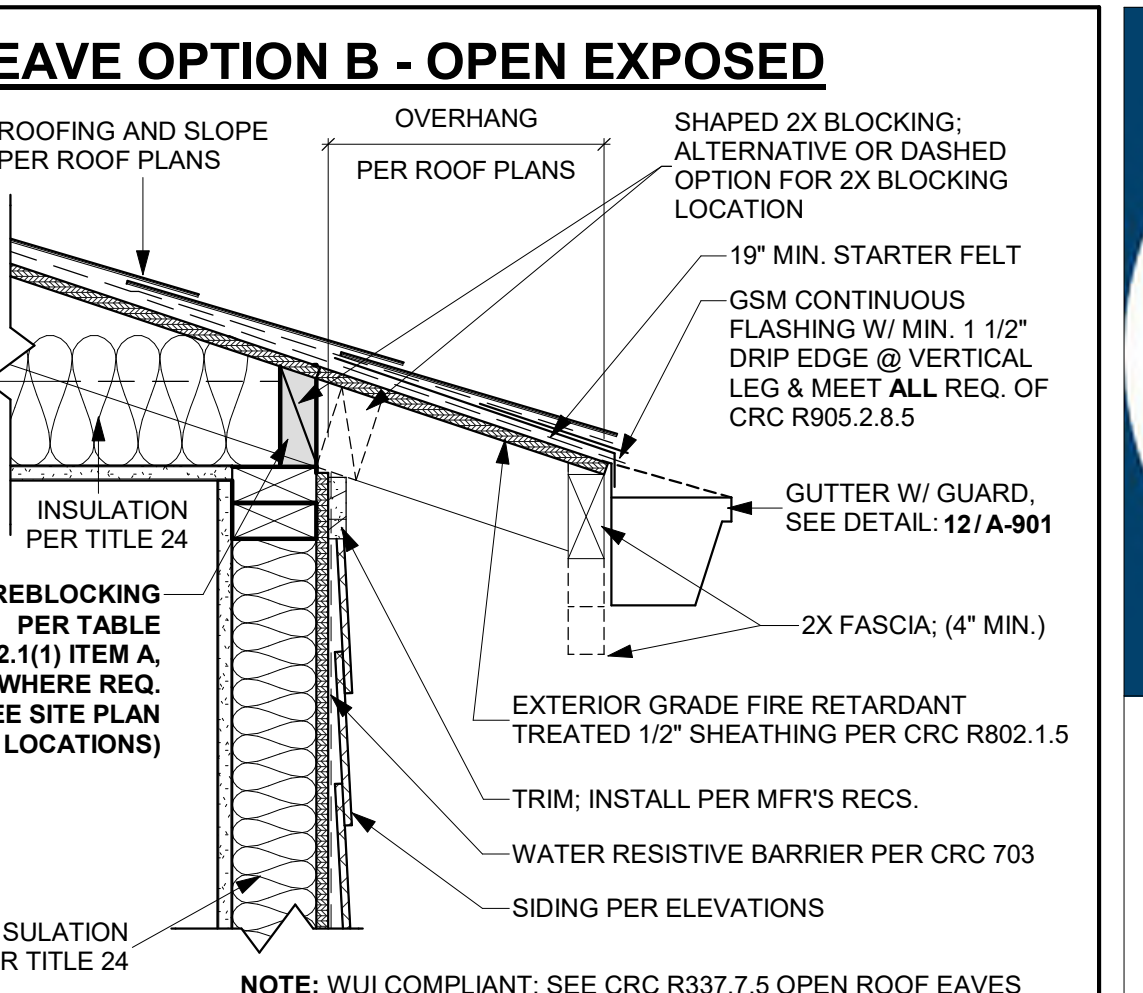 EAVE OPTION B - OPEN EXPOSED
ROOFING AND SLOPE
PER ROOF PLANS
OVERHANG
PER ROOF PLANS
SHAPED 2X BLOCKING;
ALTERNATIVE OR DASHED
OPTION FOR 2X BLOCKING
LOCATION
19" MIN. STARTER FELT
GSM CONTINUOUS
FLASHING W/ MIN. 1 1/2"
DRIP EDGE @ VERTICAL
LEG & MEET ALL REQ. OF
CRC R905.2.8.5
GUTTER W/ GUARD,
SEE DETAIL: 12 / A-901
INSULATION
PER TITLE 24
REBLOCKING
PER TABLE
2.1(1) ITEM A,
WHERE REQ.
EE SITE PLAN
LOCATIONS)
2X FASCIA; (4" MIN.)
EXTERIOR GRADE FIRE RETARDANT
TREATED 1/2" SHEATHING PER CRC R802.1.5
TRIM; INSTALL PER MFR'S RECS.
WATER RESISTIVE BARRIER PER CRC 703
SIDING PER ELEVATIONS
SULATION
R TITLE 24
NOTE: WUI COMPLIANT: SEE CRC R337.7.5 OPEN ROOF EAVES